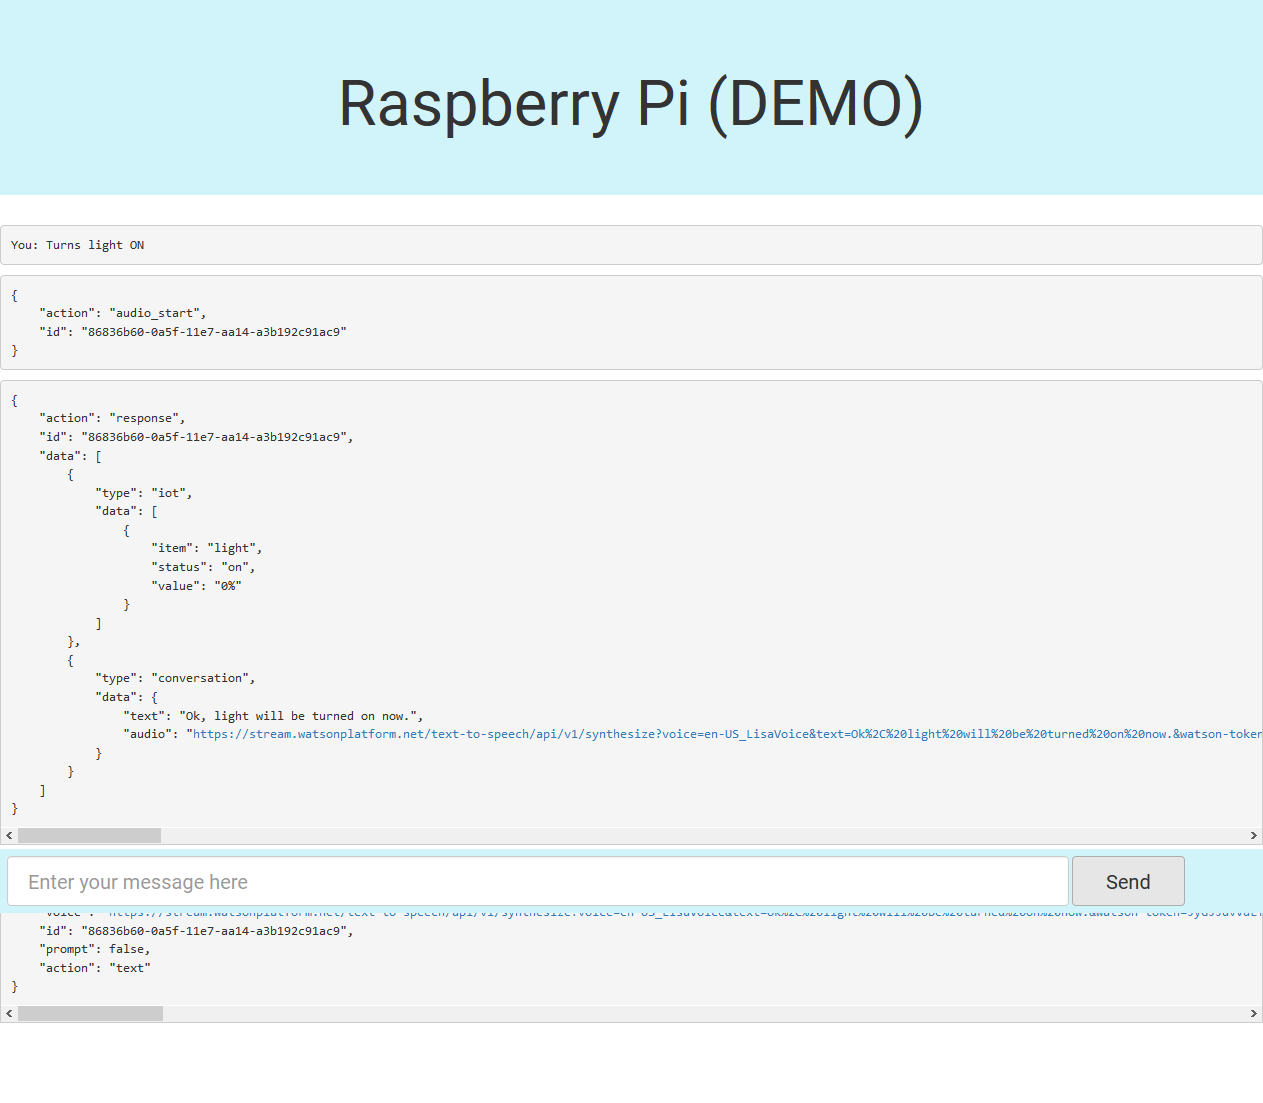 Raspberry Pi (DEMO)
You: Turns light ON
{
    "action": "audio_start",
    "id": "86836b60-0a5f-11e7-aa14-a3b192c91ac9"
}
{
    "action": "response",
    "id": "86836b60-0a5f-11e7-aa14-a3b192c91ac9",
    "data": [
        {
            "type": "iot",
            "data": [
                {
                    "item": "light",
                    "status": "on",
                    "value": "0%"
                }
            ]
        },
        {
            "type": "conversation",
            "data": {
                "text": "Ok, light will be turned on now.",
                "audio": "https://stream.watsonplatform.net/text-to-speech/api/v1/synthesize?voice=en-US_LisaVoice&text=Ok%2C%20light%20will%20be%20turned%20on%20now.&watson-token
            }
        }
    ]
}
Enter your message here
Send
    "id": "86836b60-0a5f-11e7-aa14-a3b192c91ac9",
    "prompt": false,
    "action": "text"
}